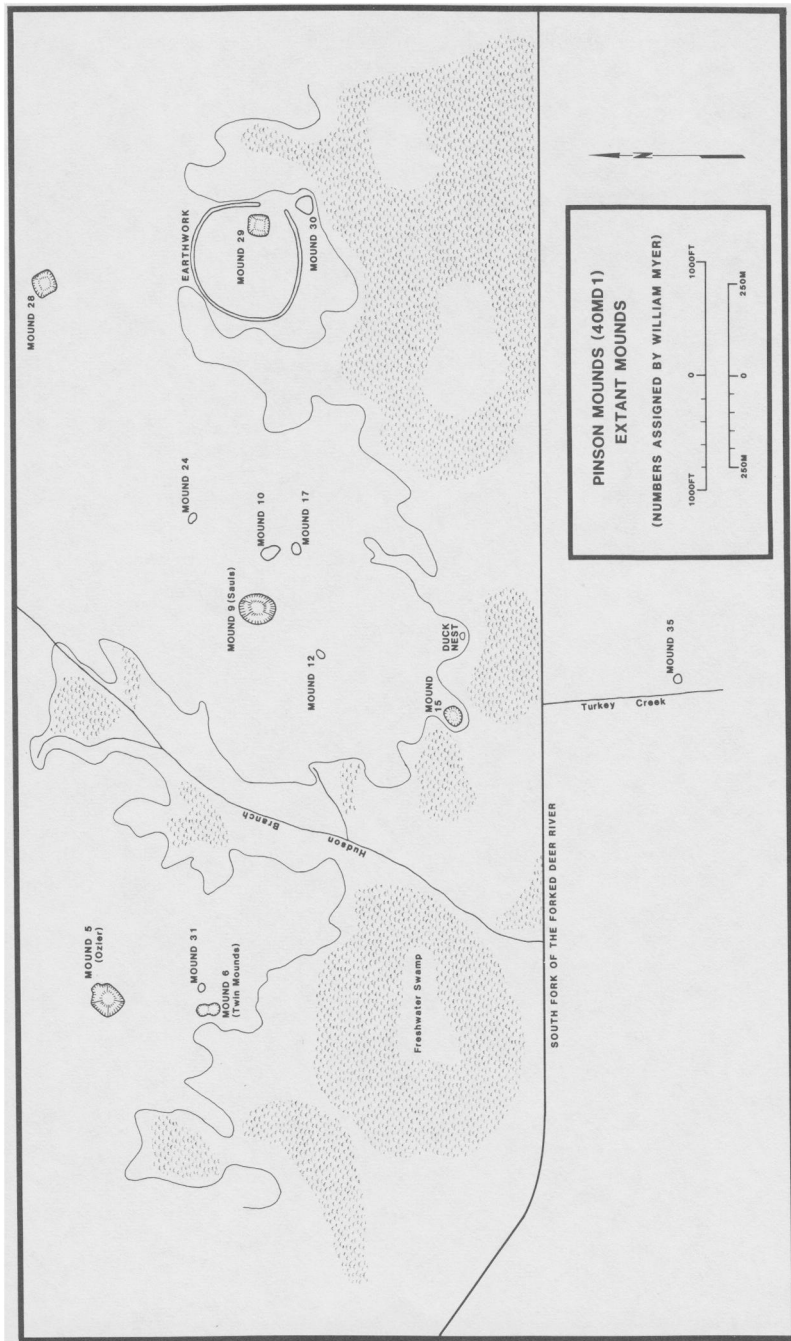 MOUND 28
EARTHWORK
MOUND 29
MOUND 30
MOUND 24
MOUND 10
MOUND 17
MOUND 9 (Sauls)
MOUND 12
DUCK
NEST
MOUND
15
Hudson Branch
MOUND 5
(Ozier)
MOUND 31
MOUND 6
(Twin Mounds)
Freshwater Swamp
SOUTH FORK OF THE FORKED DEER RIVER
Turkey Creek
MOUND 35
N
PINSON MOUNDS (40MD1)
EXTANT MOUNDS
(NUMBERS ASSIGNED BY WILLIAM MYER)
1000FT 0 1000FT
250M 0 250M